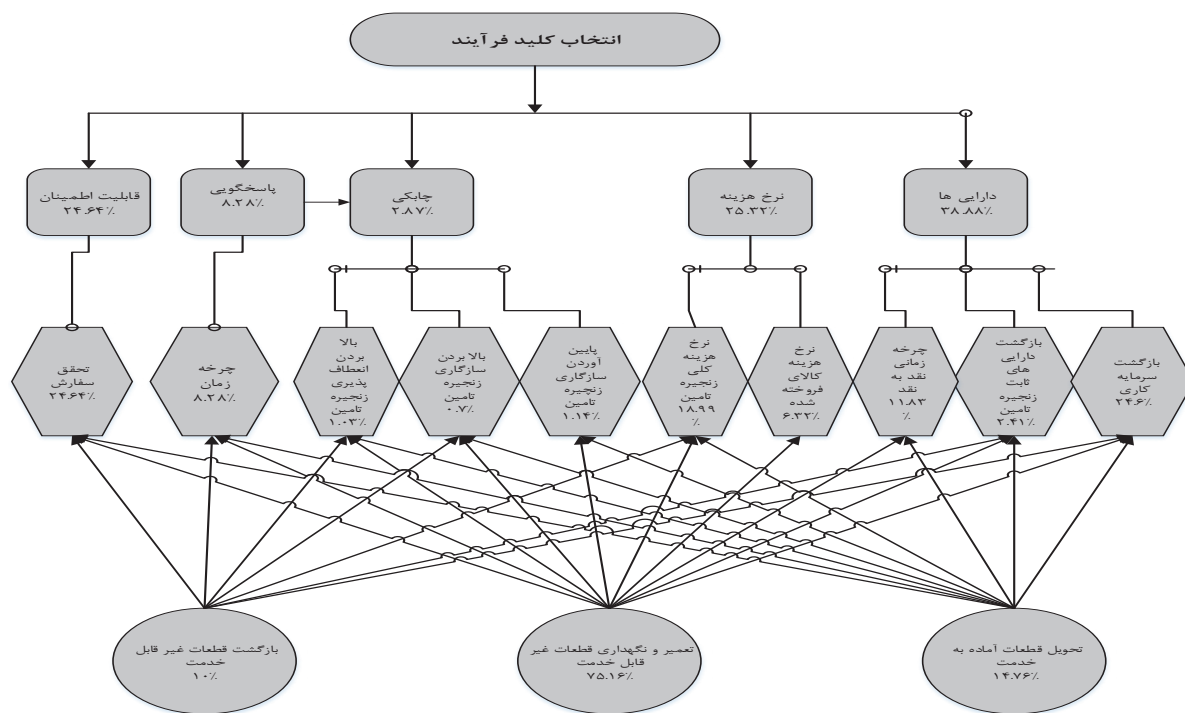 انتخاب کلید فرآیند
دارایی ها
۳۸.۸۸٪
نرخ هزینه
۲۵.۳۲٪
چابکی
۲.۸۷٪
پاسخگویی
۸.۲۸٪
قابلیت اطمینان
۲۴.۶۴٪
بازگشت
سرمایه
کاری
۲۴.۶٪
بازگشت
دارایی
های
ثابت
زنجیره
تامین
۲.۴۱٪
چرخه
زمانی
نقد به
نقد
۱۱.۸۳
٪
نرخ
هزینه
کالای
فروخته
شده
۶.۳۲٪
نرخ
هزینه
کلی
زنجیره
تامین
۱۸.۹۹
٪
پایین
آوردن
سازگاری
زنجیره
تامین
۱.۱۴٪
بالا بردن
سازگاری
زنجیره
تامین
۰.۷٪
بالا
بردن
انعطاف
پذیری
زنجیره
تامین
۱.۰۳٪
چرخه
زمان
۸.۲۸٪
تحقق
سفارش
۲۴.۶۴٪
تحویل قطعات آماده به
خدمت
۱۴.۷۶٪
تعمیر و نگهداری قطعات غیر
قابل خدمت
۷۵.۱۶٪
بازگشت قطعات غیر قابل
خدمت
۱۰٪